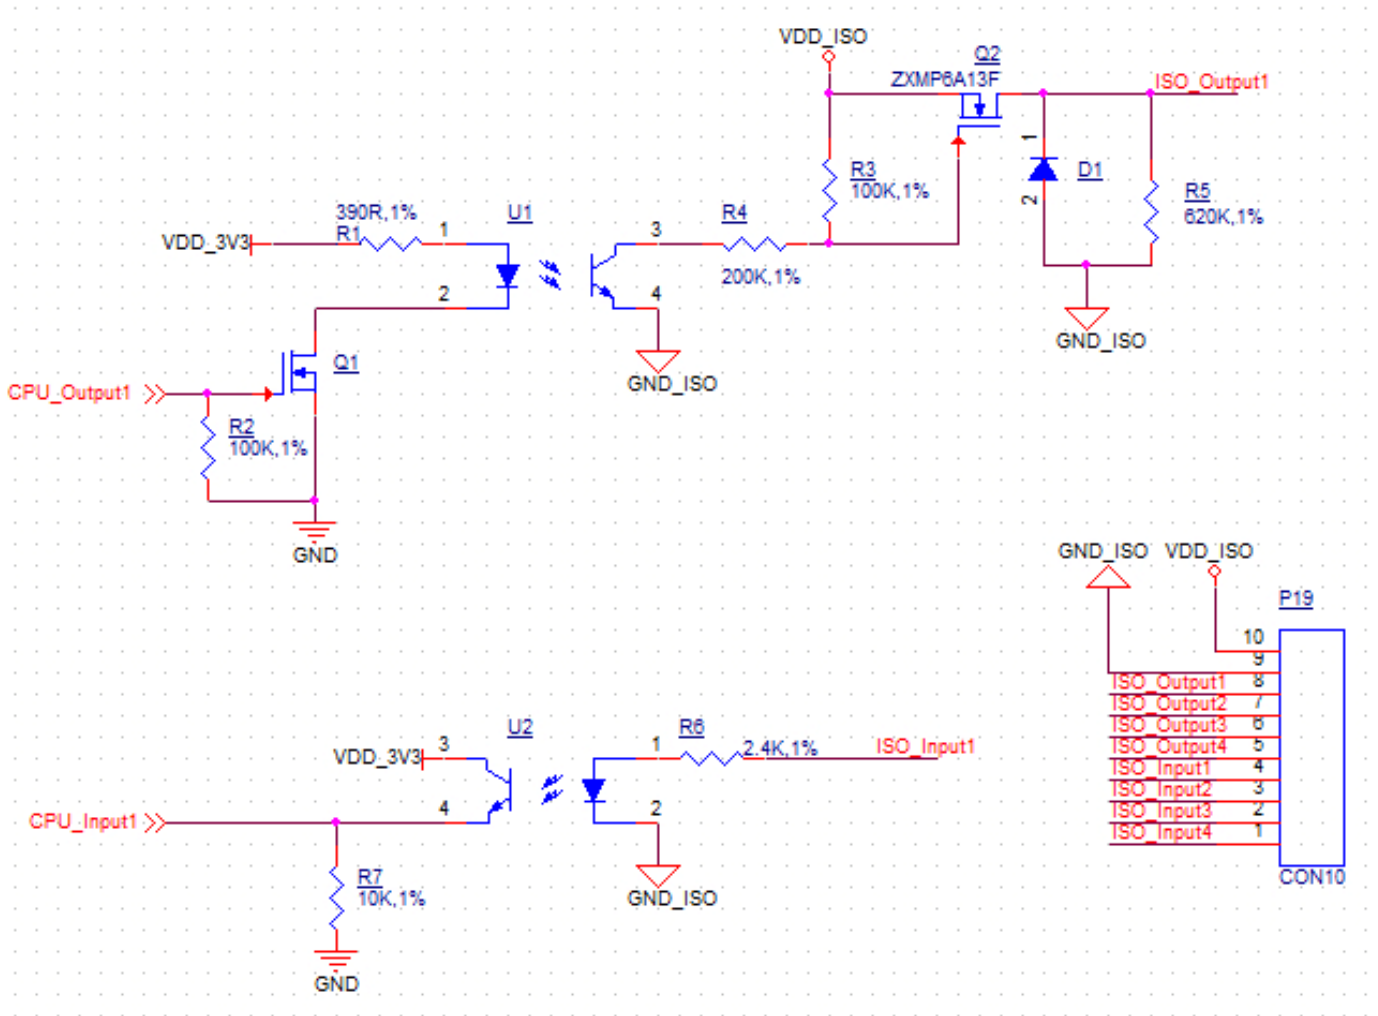 VDD_ISO
Q2
ZXMP6A13F
ISO_Output1
1
R3
100K,1%
D1
2
R5
620K,1%
390R,1%
R1
VDD_3V3
1
U1
3
R4
200K,1%
2
4
GND_ISO
GND_ISO
Q1
CPU_Output1
R2
100K,1%
GND
GND_ISO
VDD_ISO
P19
10
9
ISO_Output1
8
ISO_Output2
7
ISO_Output3
6
ISO_Output4
5
ISO_Input1
4
ISO_Input2
3
ISO_Input3
2
ISO_Input4
1
CON10
U2
VDD_3V3
3
1
R6
2.4K,1%
ISO_Input1
CPU_Input1
4
2
R7
10K,1%
GND_ISO
GND